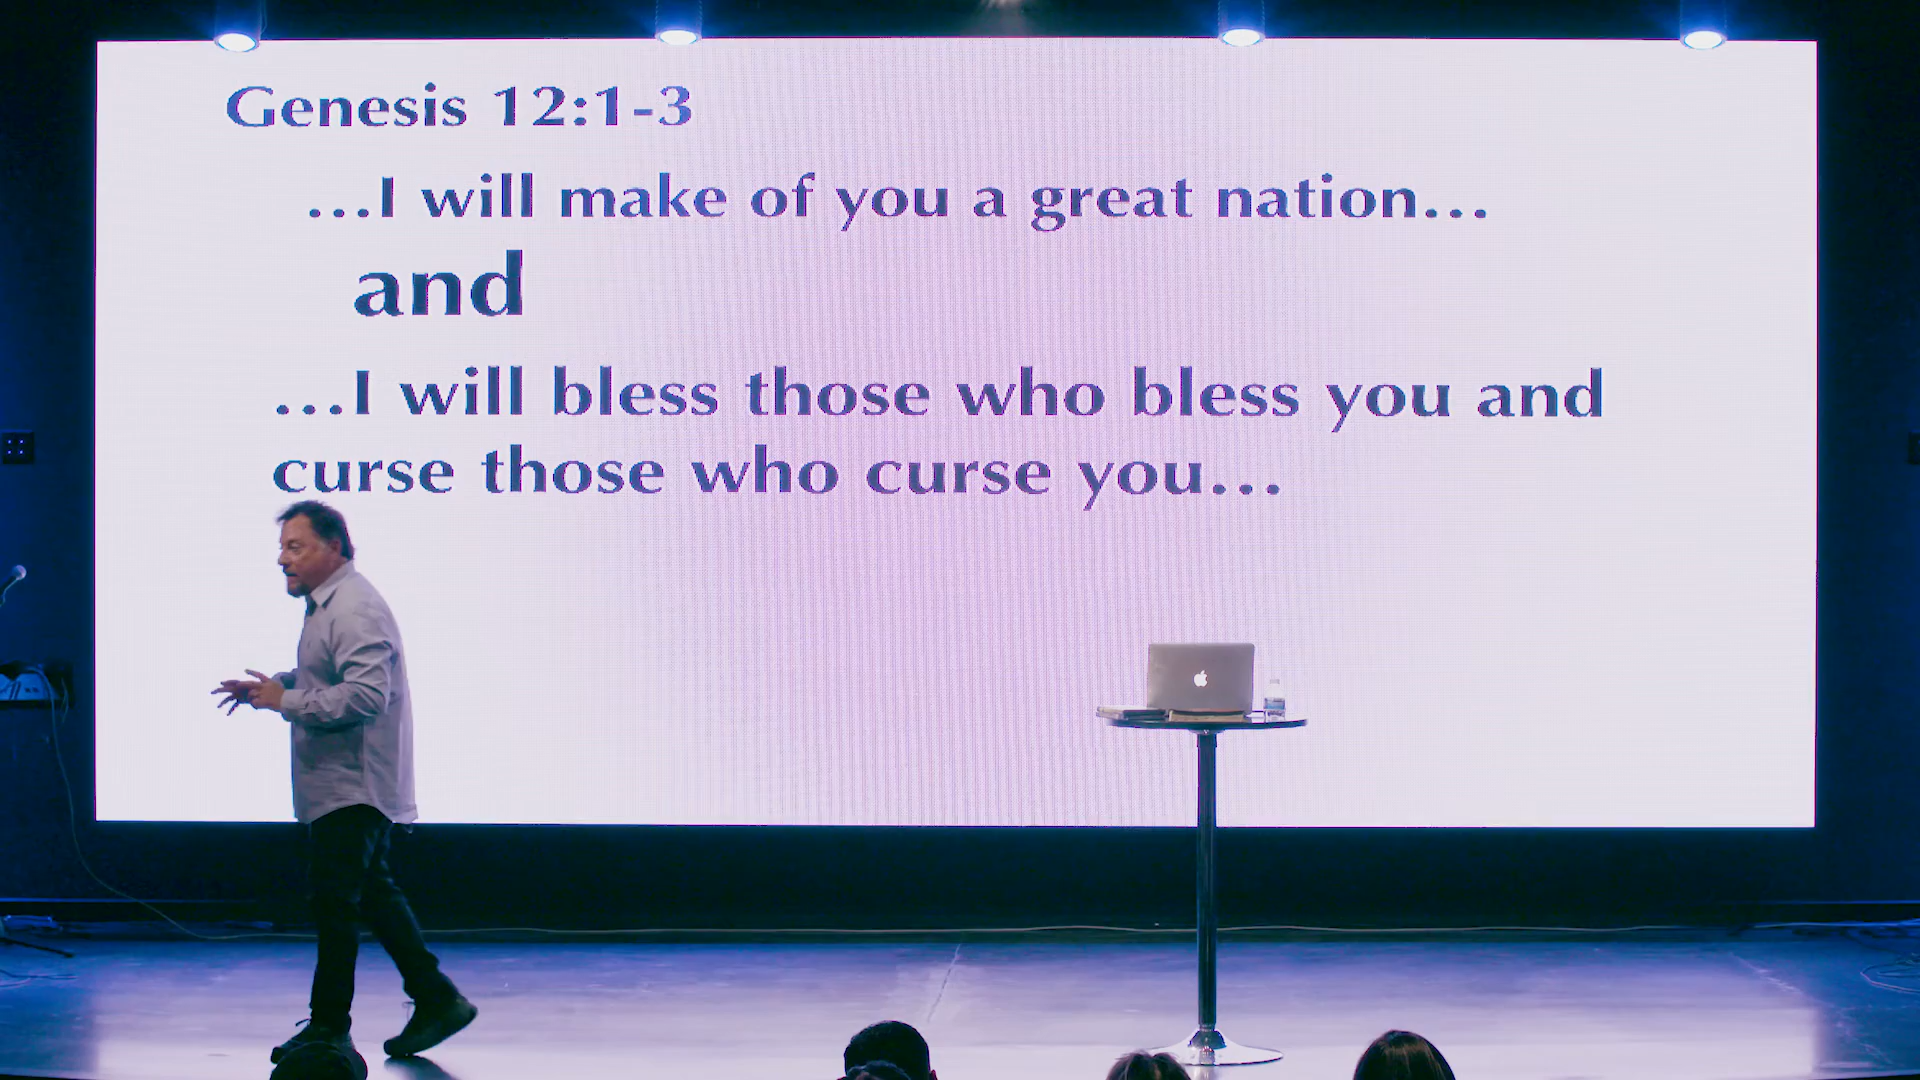 Genesis 12:1-3
...I will make of you a great nation...
and
...I will bless those who bless you and
curse those who curse you...